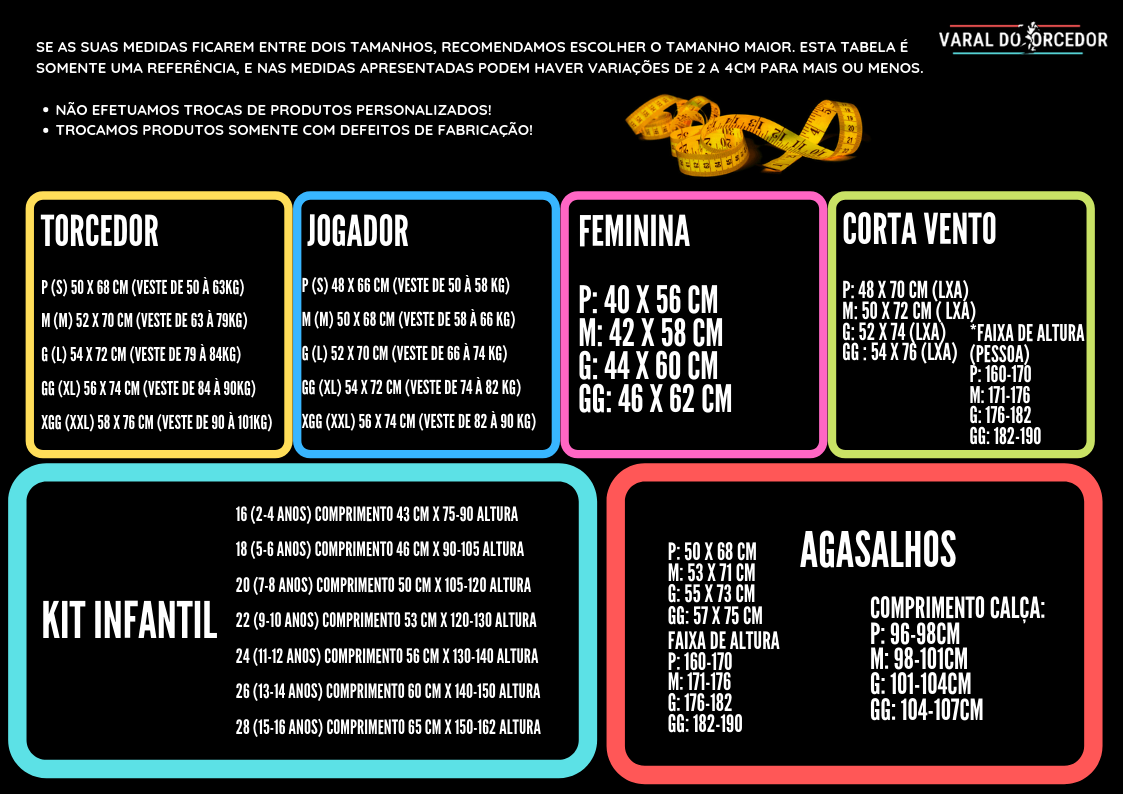 SE AS SUAS MEDIDAS FICAREM ENTRE DOIS TAMANHOS, RECOMENDAMOS ESCOLHER O TAMANHO MAIOR. ESTA TABELA É
SOMENTE UMA REFERÊNCIA, E NAS MEDIDAS APRESENTADAS PODEM HAVER VARIAÇÕES DE 2 A 4CM PARA MAIS OU MENOS.
VARAL DO TORCEDOR
• NÃO EFETUAMOS TROCAS DE PRODUTOS PERSONALIZADOS!
• TROCAMOS PRODUTOS SOMENTE COM DEFEITOS DE FABRICAÇÃO!
TORCEDOR
P (S) 50 X 68 CM (VESTE DE 50 À 63KG)
M (M) 52 X 70 CM (VESTE DE 63 À 79KG)
G (L) 54 X 72 CM (VESTE DE 79 À 84KG)
GG (XL) 56 X 74 CM (VESTE DE 84 À 90KG)
XGG (XXL) 58 X 76 CM (VESTE DE 90 À 101KG)
JOGADOR
P (S) 48 X 66 CM (VESTE DE 50 À 58 KG)
M (M) 50 X 68 CM (VESTE DE 58 À 66 KG)
G (L) 52 X 70 CM (VESTE DE 66 À 74 KG)
GG (XL) 54 X 72 CM (VESTE DE 74 À 82 KG)
XGG (XXL) 56 X 74 CM (VESTE DE 82 À 90 KG)
FEMININA
P: 40 X 56 CM
M: 42 X 58 CM
G: 44 X 60 CM
GG: 46 X 62 CM
CORTA VENTO
P: 48 X 70 CM (LXA)
M: 50 X 72 CM ( LXA)
G: 52 X 74 (LXA)
GG : 54 X 76 (LXA)
*FAIXA DE ALTURA
(PESSOA)
P: 160-170
M: 171-176
G: 176-182
GG: 182-190
KIT INFANTIL
16 (2-4 ANOS) COMPRIMENTO 43 CM X 75-90 ALTURA
18 (5-6 ANOS) COMPRIMENTO 46 CM X 90-105 ALTURA
20 (7-8 ANOS) COMPRIMENTO 50 CM X 105-120 ALTURA
22 (9-10 ANOS) COMPRIMENTO 53 CM X 120-130 ALTURA
24 (11-12 ANOS) COMPRIMENTO 56 CM X 130-140 ALTURA
26 (13-14 ANOS) COMPRIMENTO 60 CM X 140-150 ALTURA
28 (15-16 ANOS) COMPRIMENTO 65 CM X 150-162 ALTURA
AGASALHOS
P: 50 X 68 CM
M: 53 X 71 CM
G: 55 X 73 CM
GG: 57 X 75 CM
FAIXA DE ALTURA
P: 160-170
M: 171-176
G: 176-182
GG: 182-190
COMPRIMENTO CALÇA:
P: 96-98CM
M: 98-101CM
G: 101-104CM
GG: 104-107CM